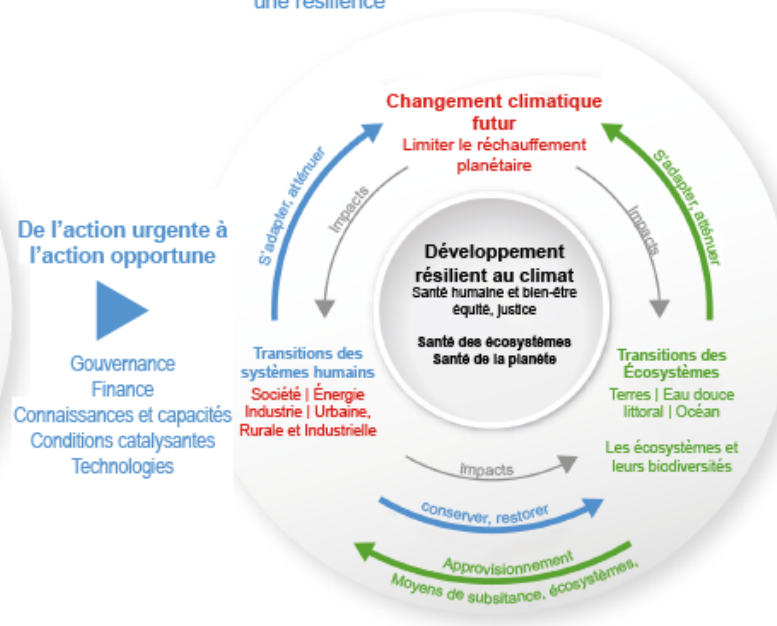 une résilience
De l'action urgente à
l'action opportune
Gouvernance
Finance
Connaissances et capacités
Conditions catalysantes
Technologies
Changement climatique
futur
Limiter le réchauffement
planétaire
S'adapter, atténuer
Impacts
Impacts
S'adapter, atténuer
Développement
résilient au climat
Santé humaine et bien-être
équité, justice
Santé des écosystèmes
Santé de la planète
Transitions des
systèmes humains
Société | Énergie
Industrie | Urbaine,
Rurale et Industrielle
Transitions des
Écosystèmes
Terres | Eau douce
littoral | Océan
Les écosystèmes et
leurs biodiversités
Impacts
conserver, restorer
Approvisionnement
Moyens de subsitance, écosystèmes,